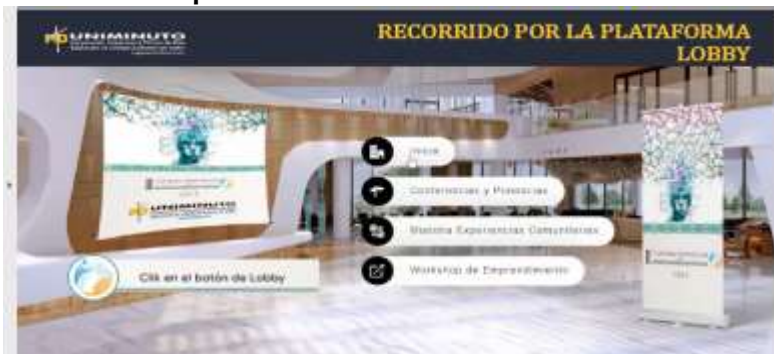 UNIMINUTO
RECORRIDO POR LA PLATAFORMA
LOBBY
Inicio
Conferencias y Ponencias
Muestra Experiencias Comunitarias
Workshop de Emprendimiento
UNIMINUTO
Clik en el botón de Lobby